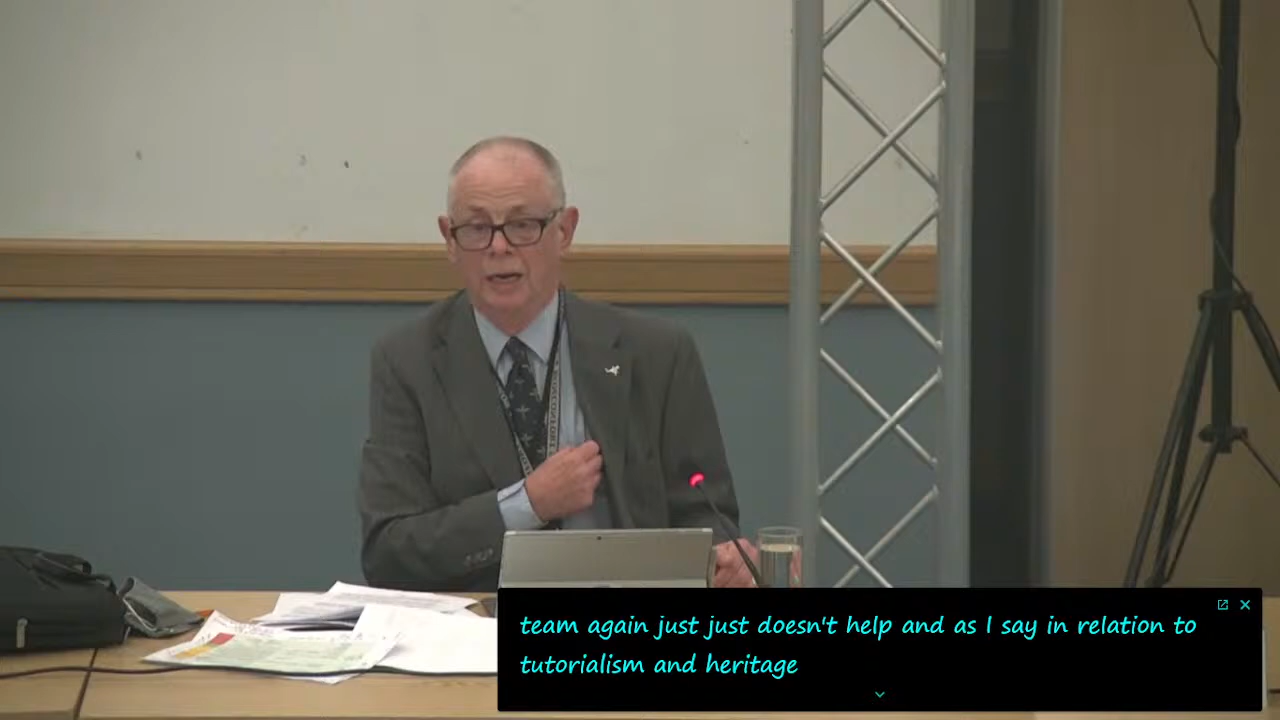 team again just just doesn't help and as I say in relation to
tutorialism and heritage